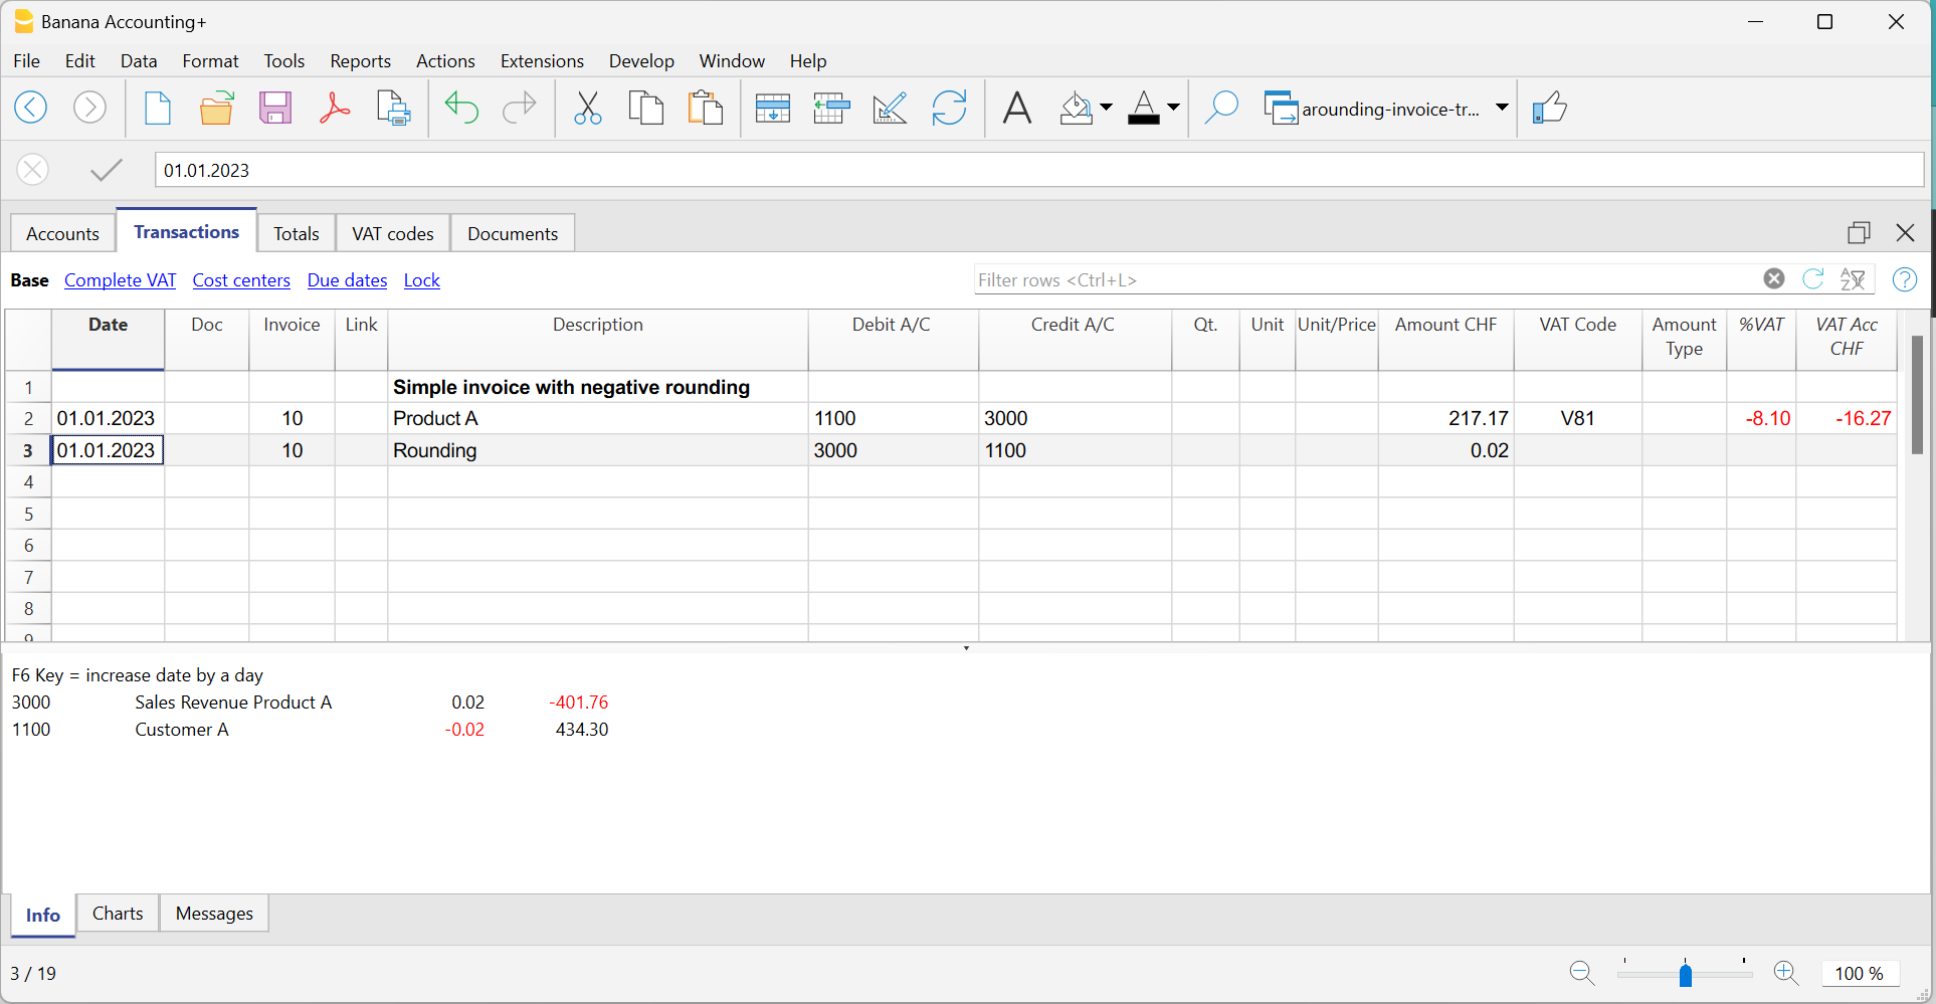 Banana Accounting+
File Edit Data Format Tools Reports Actions Extensions Develop Window Help
arounding-invoice-tr...
01.01.2023
Accounts Transactions Totals VAT codes Documents
Base Complete VAT Cost centers Due dates Lock Filter rows <Ctrl+L>
Date Doc Invoice Link Description Debit A/C Credit A/C Qt. Unit Unit/Price Amount CHF VAT Code Amount Type %VAT VAT Acc CHF
1 Simple invoice with negative rounding
2 01.01.2023 10 Product A 1100 3000 217.17 V81 -8.10 -16.27
3 01.01.2023 10 Rounding 3000 1100 0.02
4
5
6
7
8
9
F6 Key = increase date by a day
3000 Sales Revenue Product A 0.02 -401.76
1100 Customer A -0.02 434.30
Info Charts Messages
3 / 19 100 %